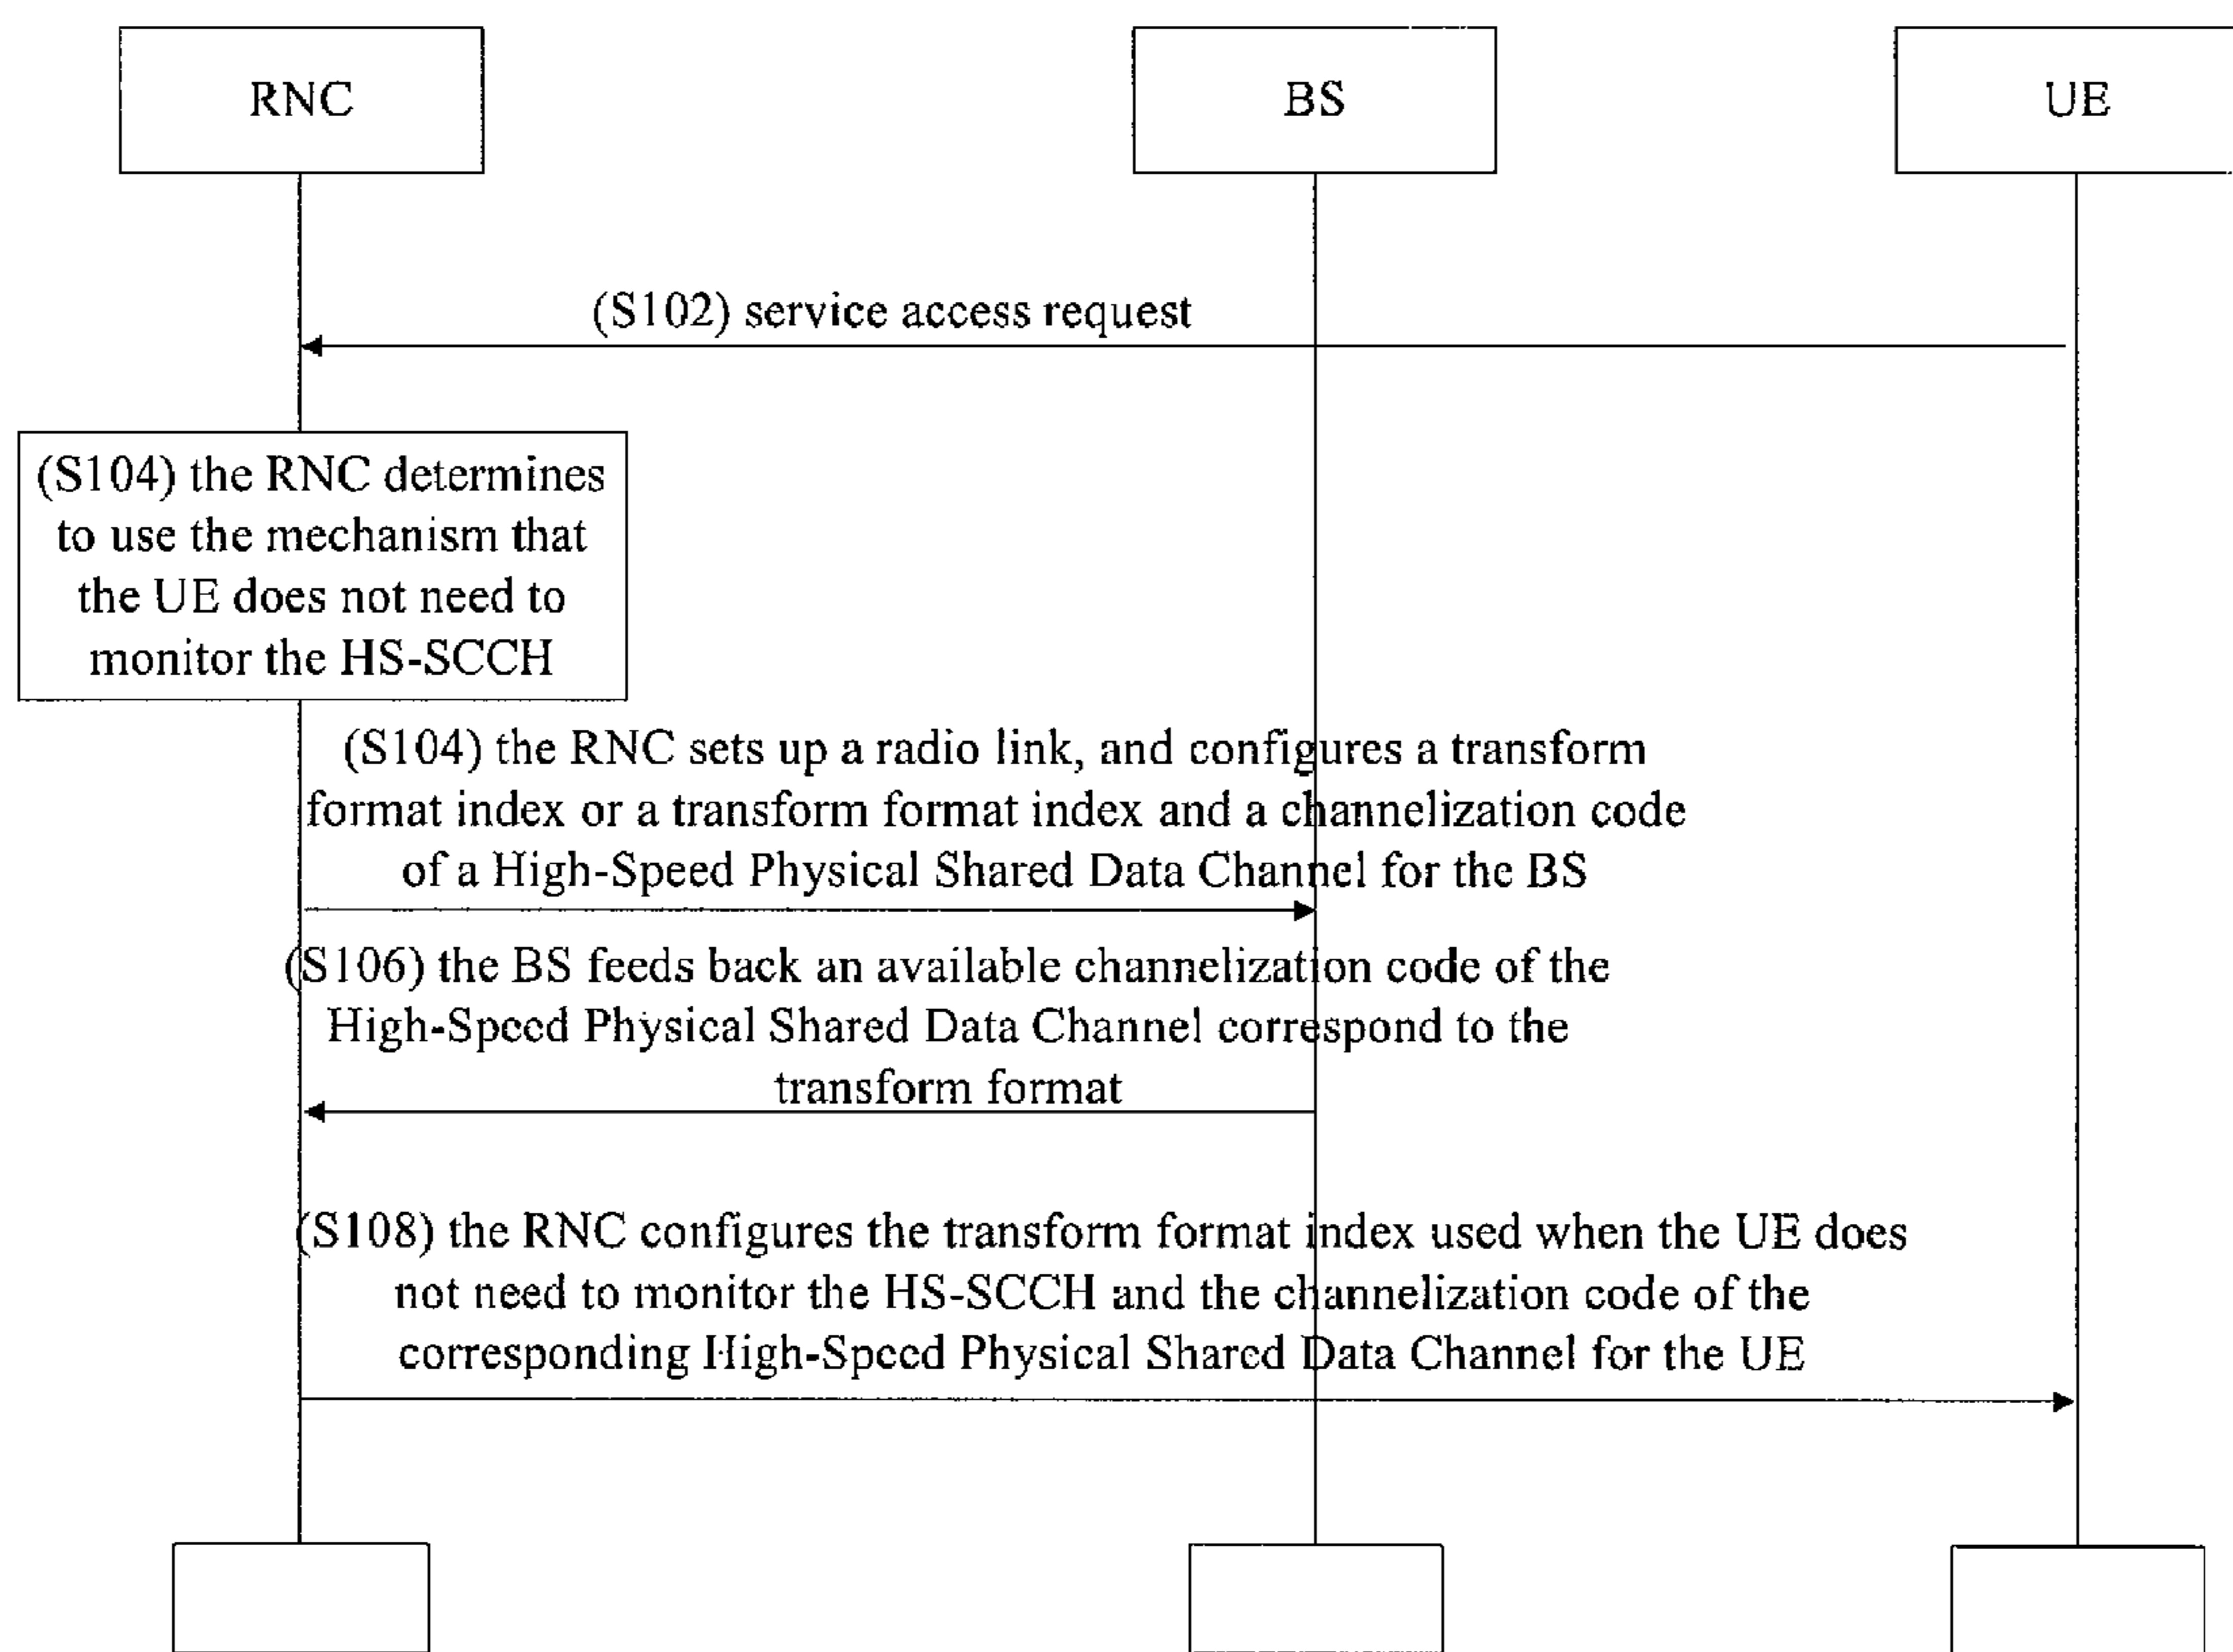 RNC
BS
UE
(S102) service access request
(S104) the RNC determines
to use the mechanism that
the UE does not need to
monitor the HS-SCCH
(S104) the RNC sets up a radio link, and configures a transform
format index or a transform format index and a channelization code
of a High-Speed Physical Shared Data Channel for the BS
(S106) the BS feeds back an available channelization code of the
High-Speed Physical Shared Data Channel correspond to the
transform format
(S108) the RNC configures the transform format index used when the UE does
not need to monitor the HS-SCCH and the channelization code of the
corresponding High-Speed Physical Shared Data Channel for the UE